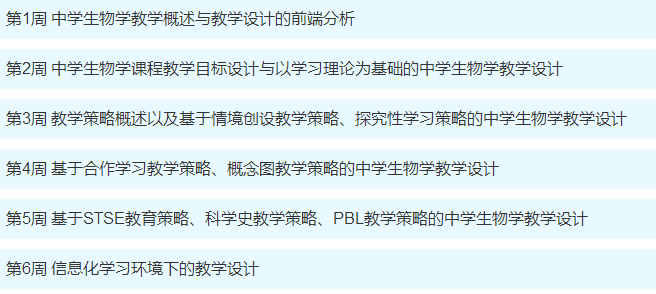 第1周 中学生物学教学概述与教学设计的前端分析
第2周 中学生物学课程教学目标设计与以学习理论为基础的中学生物学教学设计
第3周 教学策略概述以及基于情境创设教学策略、探究性学习策略的中学生物学教学设计
第4周 基于合作学习教学策略、概念图教学策略的中学生物学教学设计
第5周 基于STSE教育策略、科学史教学策略、PBL教学策略的中学生物学教学设计
第6周 信息化学习环境下的教学设计